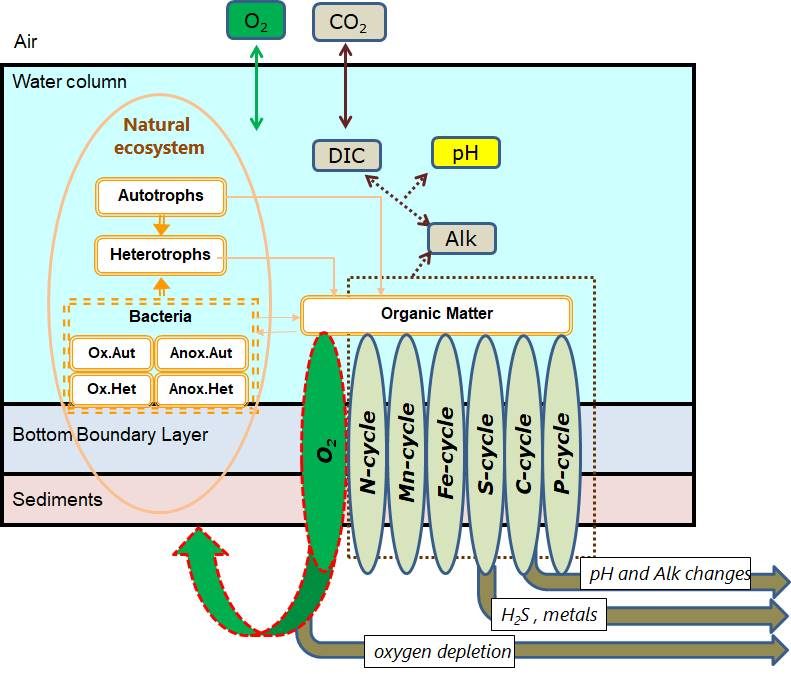 O2
CO2
Air
Water column
Natural
ecosystem
DIC
pH
Autotrophs
Alk
Heterotrophs
Bacteria
Organic Matter
Ox.Aut
Anox.Aut
Ox.Het
Anox.Het
Bottom Boundary Layer
O2
N-cycle
Mn-cycle
Fe-cycle
S-cycle
C-cycle
P-cycle
Sediments
pH and Alk changes
H2S , metals
oxygen depletion